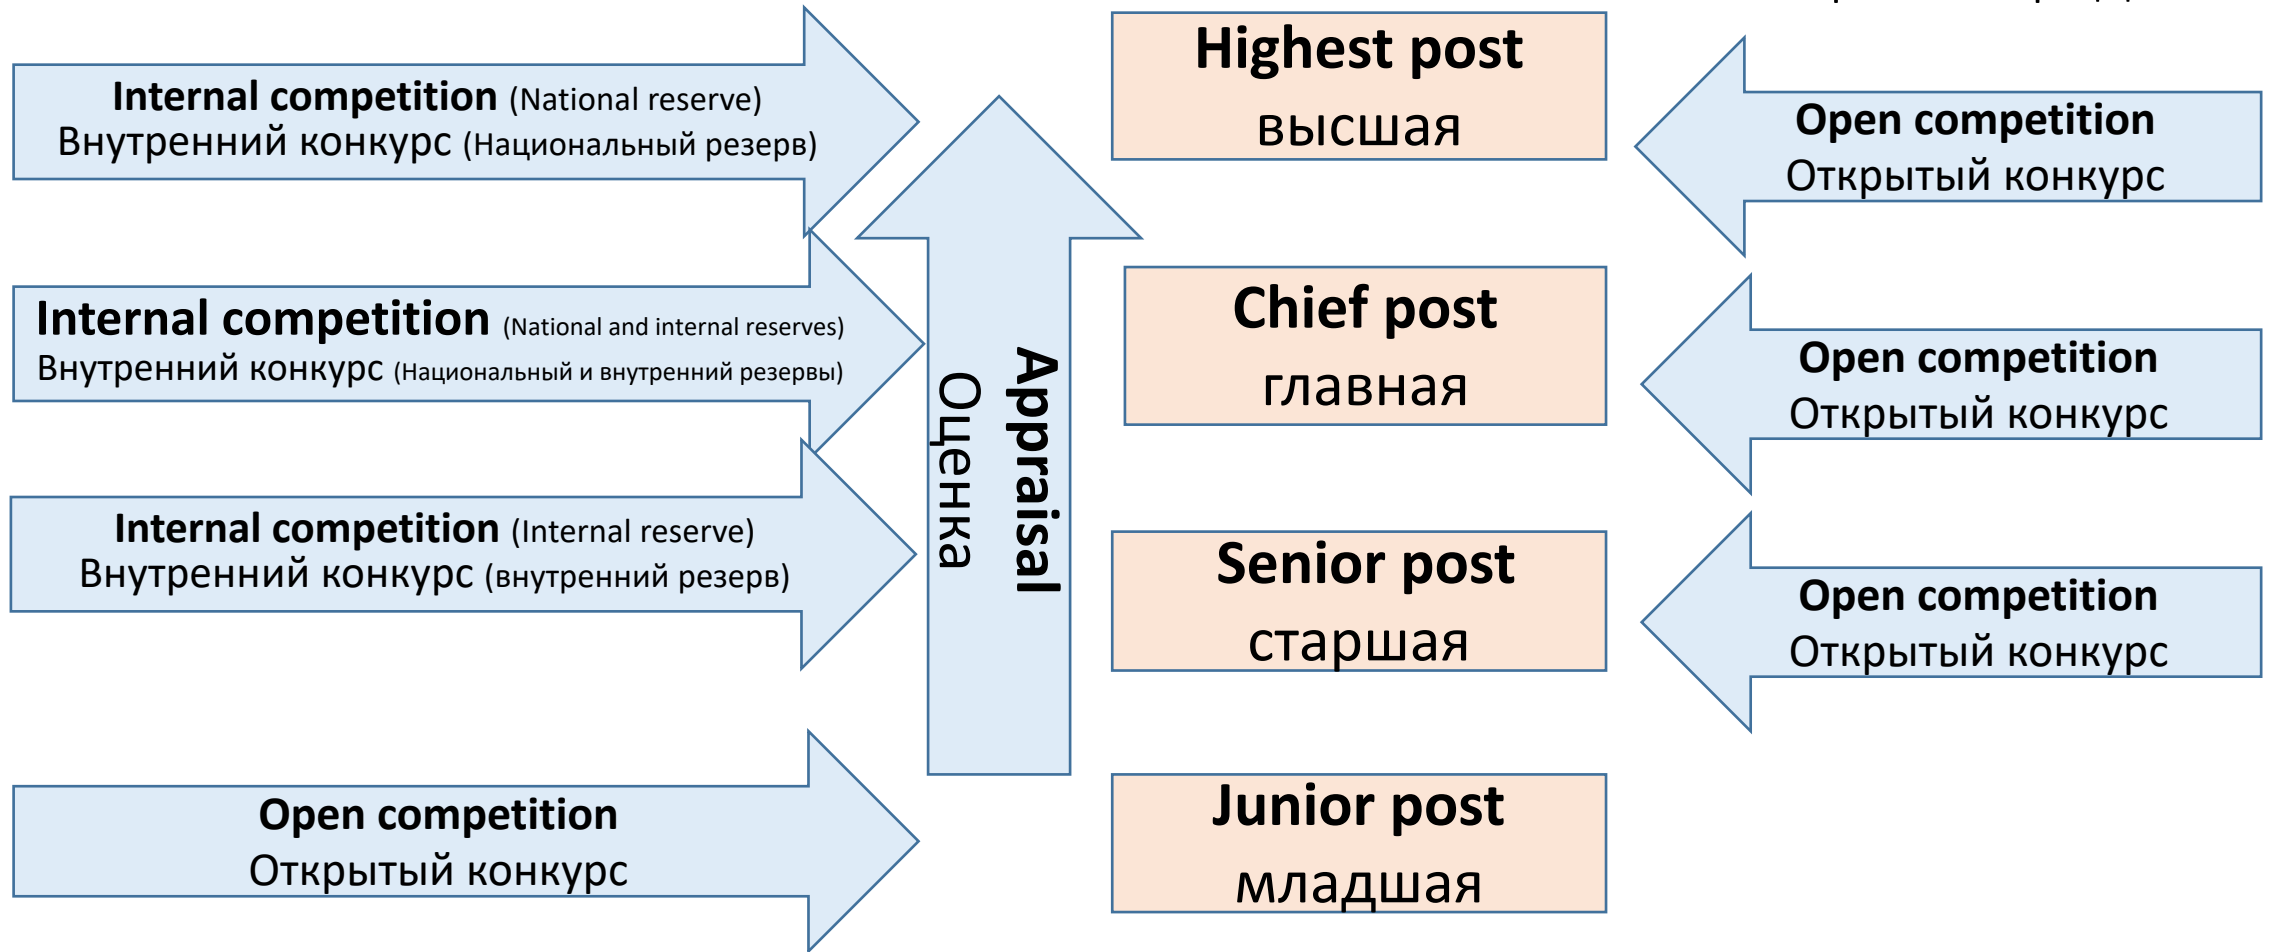 Internal competition (National reserve)
Внутренний конкурс (Национальный резерв)
Internal competition (National and internal reserves)
Внутренний конкурс (Национальный и внутренний резервы)
Internal competition (Internal reserve)
Внутренний конкурс (внутренний резерв)
Open competition
Открытый конкурс
Appraisal
Оценка
Highest post
высшая
Chief post
главная
Senior post
старшая
Junior post
младшая
Open competition
Открытый конкурс
Open competition
Открытый конкурс
Open competition
Открытый конкурс